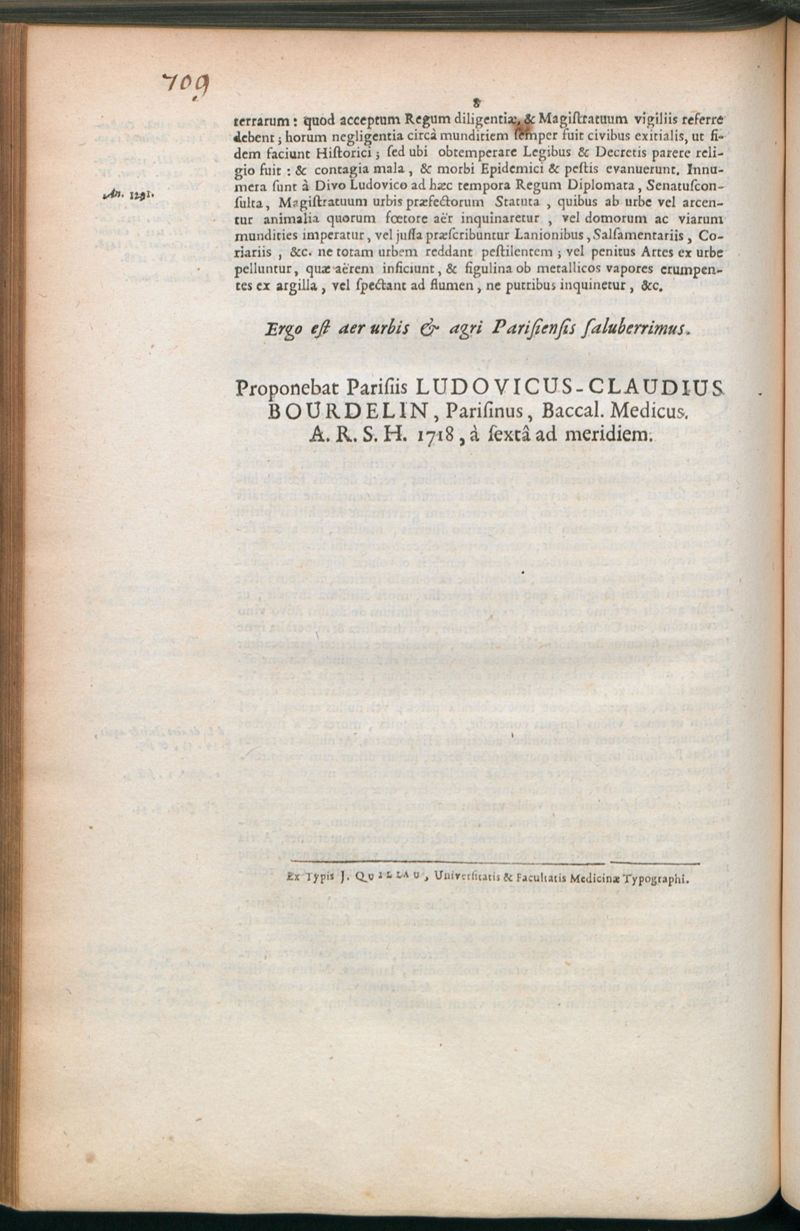 709
8
terrarum : quod acceptum Regum diligentiæ, & Magiſtratuum vigiliis referre
debent ; horum negligentia circà munditiem ſemper fuit civibus exitialis, ut fi-
dem faciunt Hiſtorici ; ſed ubi obtemperare Legibus & Decretis parere reli-
gio fuit : & contagia mala, & morbi Epidemici & peſtis evanuerunt. Innu-
An. 1291.
mera ſunt à Divo Ludovico ad hæc tempora Regum Diplomata, Senatuſcon-
ſulta, Magiſtratuum urbis præfectorum Statuta, quibus ab urbe vel arcen-
tur animalia quorum fœtore aër inquinaretur, vel domorum ac viarum
mundities imperatur, vel juſſa præſcribuntur Lanionibus, Salſamentariis, Co-
riariis, &c. ne totam urbem reddant peſtilentem ; vel penitus Artes ex urbe
pelluntur, quæ aërem inficiunt, & figulina ob metallicos vapores erumpen-
tes ex argilla, vel ſpectant ad flumen, ne putribus inquinetur, &c.
Ergo eſt aer urbis & agri Pariſienſis ſaluberrimus.
Proponebat Pariſiis LUDOVICUS-CLAUDIUS
BOURDELIN, Pariſinus, Baccal. Medicus.
A. R. S. H. 1718, à ſextâ ad meridiem.
Ex Typis J. QUILLAU, Univerſitatis & Facultatis Medicinæ Typographi.